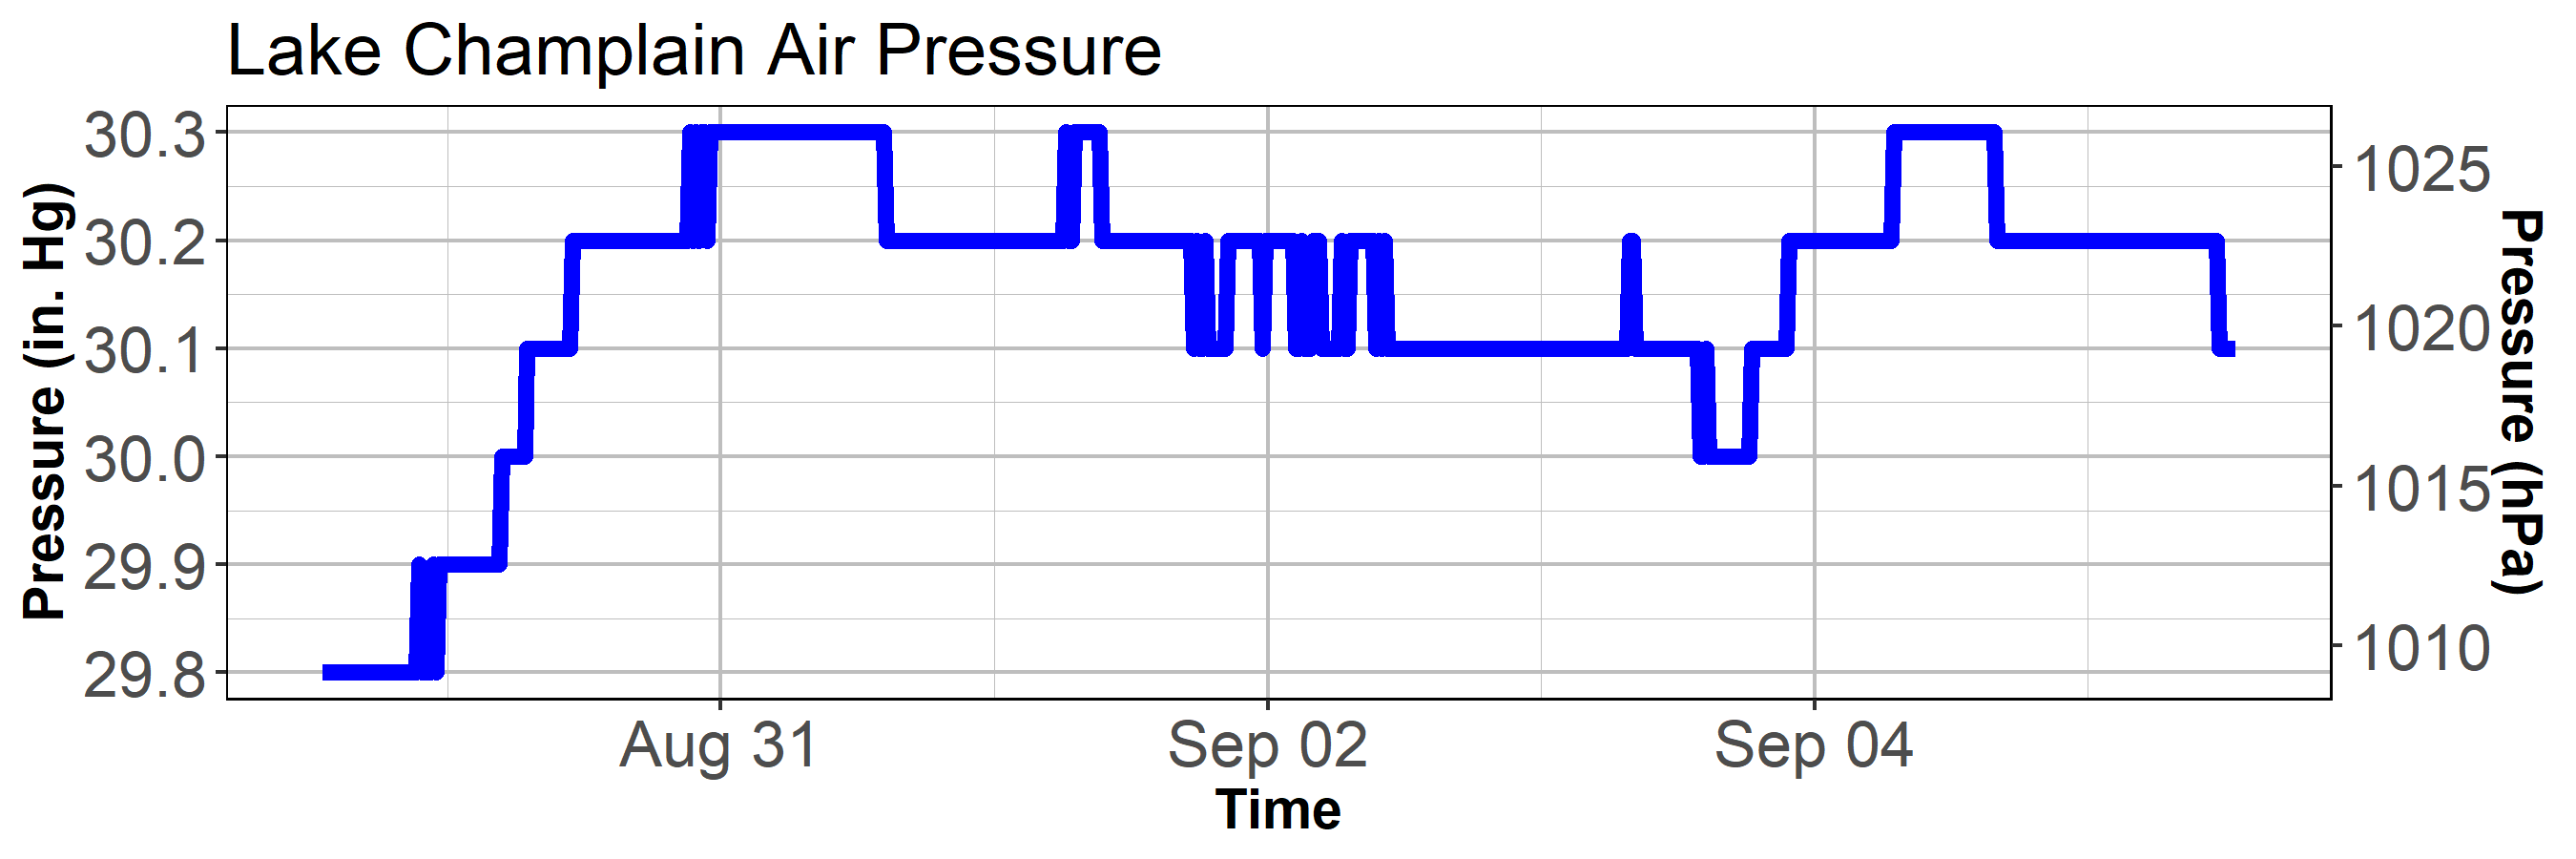 Lake Champlain Air Pressure
Pressure (in. Hg)
30.3
30.2
30.1
30.0
29.9
29.8
1025
1020
1015
1010
Pressure (hPa)
Aug 31 Sep 02 Sep 04
Time